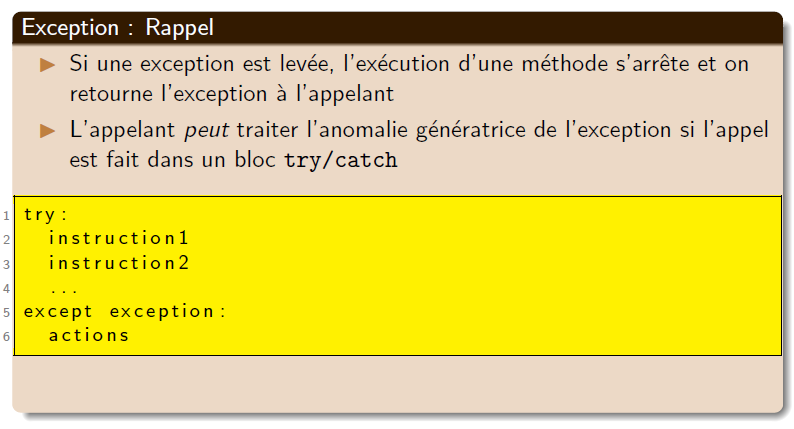 Exception : Rappel
▶ Si une exception est levée, l'exécution d'une méthode s'arrête et on
retourne l'exception à l'appelant
▶ L'appelant peut traiter l'anomalie génératrice de l'exception si l'appel
est fait dans un bloc try/catch
1 try:
2   instruction1
3   instruction2
4   ...
5 except exception:
6   actions